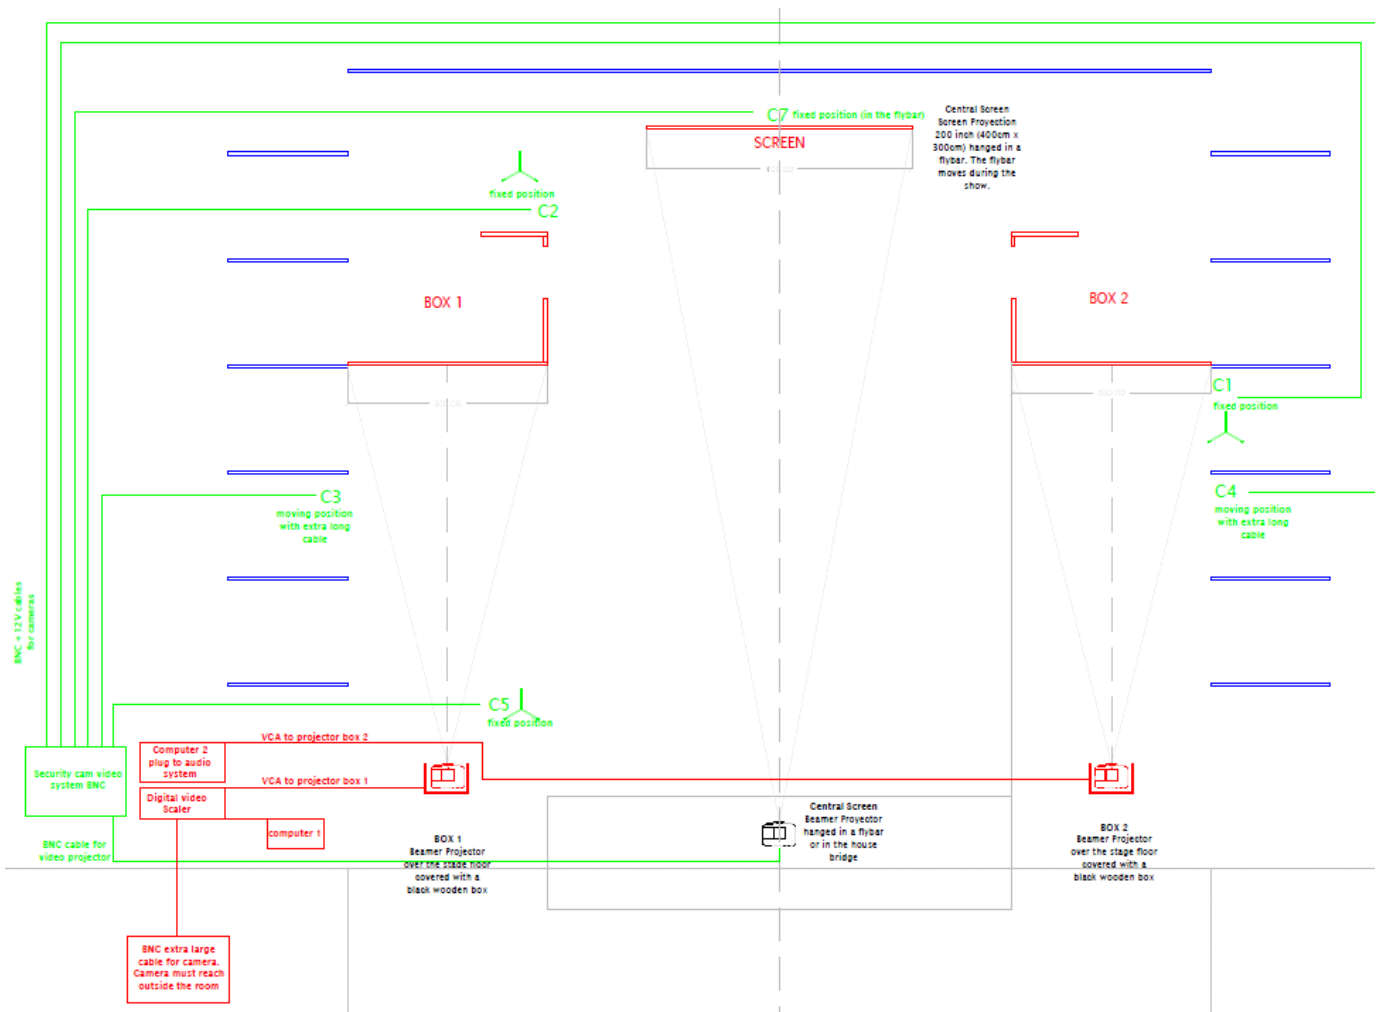 C7 fixed position (in the flybar)
SCREEN
Central Screen
Screen Proyection
200 inch (400cm x
300cm) hanged in a
flybar. The flybar
moves during the
show.
fixed position
C2
BOX 1
BOX 2
C1
fixed position
300.00
C3
moving position
with extra long
cable
C4
moving position
with extra long
cable
BNC + 12V cables
for cameras
C5
fixed position
VCA to projector box 2
Computer 2
plug to audio
system
Security cam video
system BNC
VCA to projector box 1
Digital video
Scaler
computer 1
BNC cable for
video projector
BOX 1
Beamer Projector
over the stage floor
covered with a
black wooden box
Central Screen
Beamer Proyector
hanged in a flybar
or in the house
bridge
BOX 2
Beamer Projector
over the stage floor
covered with a
black wooden box
BNC extra large
cable for camera.
Camera must reach
outside the room